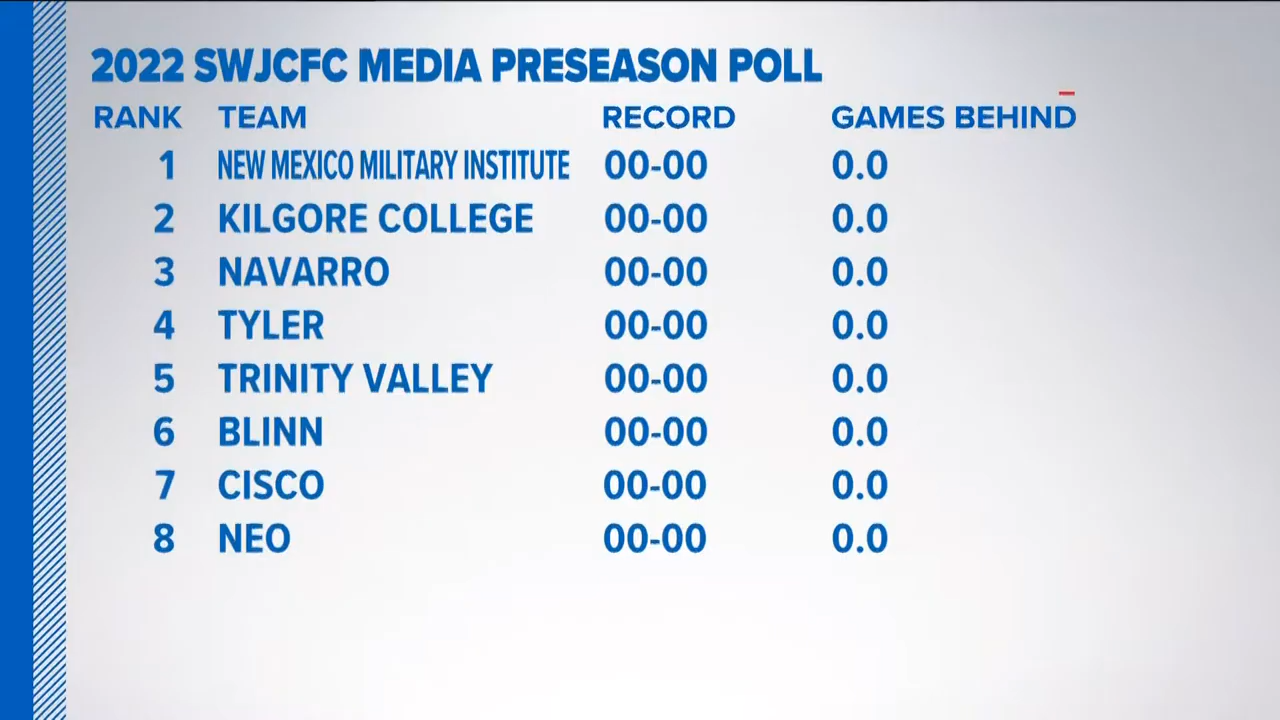 2022 SWJCFC MEDIA PRESEASON POLL
RANK TEAM RECORD GAMES BEHIND
1 NEW MEXICO MILITARY INSTITUTE 00-00 0.0
2 KILGORE COLLEGE 00-00 0.0
3 NAVARRO 00-00 0.0
4 TYLER 00-00 0.0
5 TRINITY VALLEY 00-00 0.0
6 BLINN 00-00 0.0
7 CISCO 00-00 0.0
8 NEO 00-00 0.0